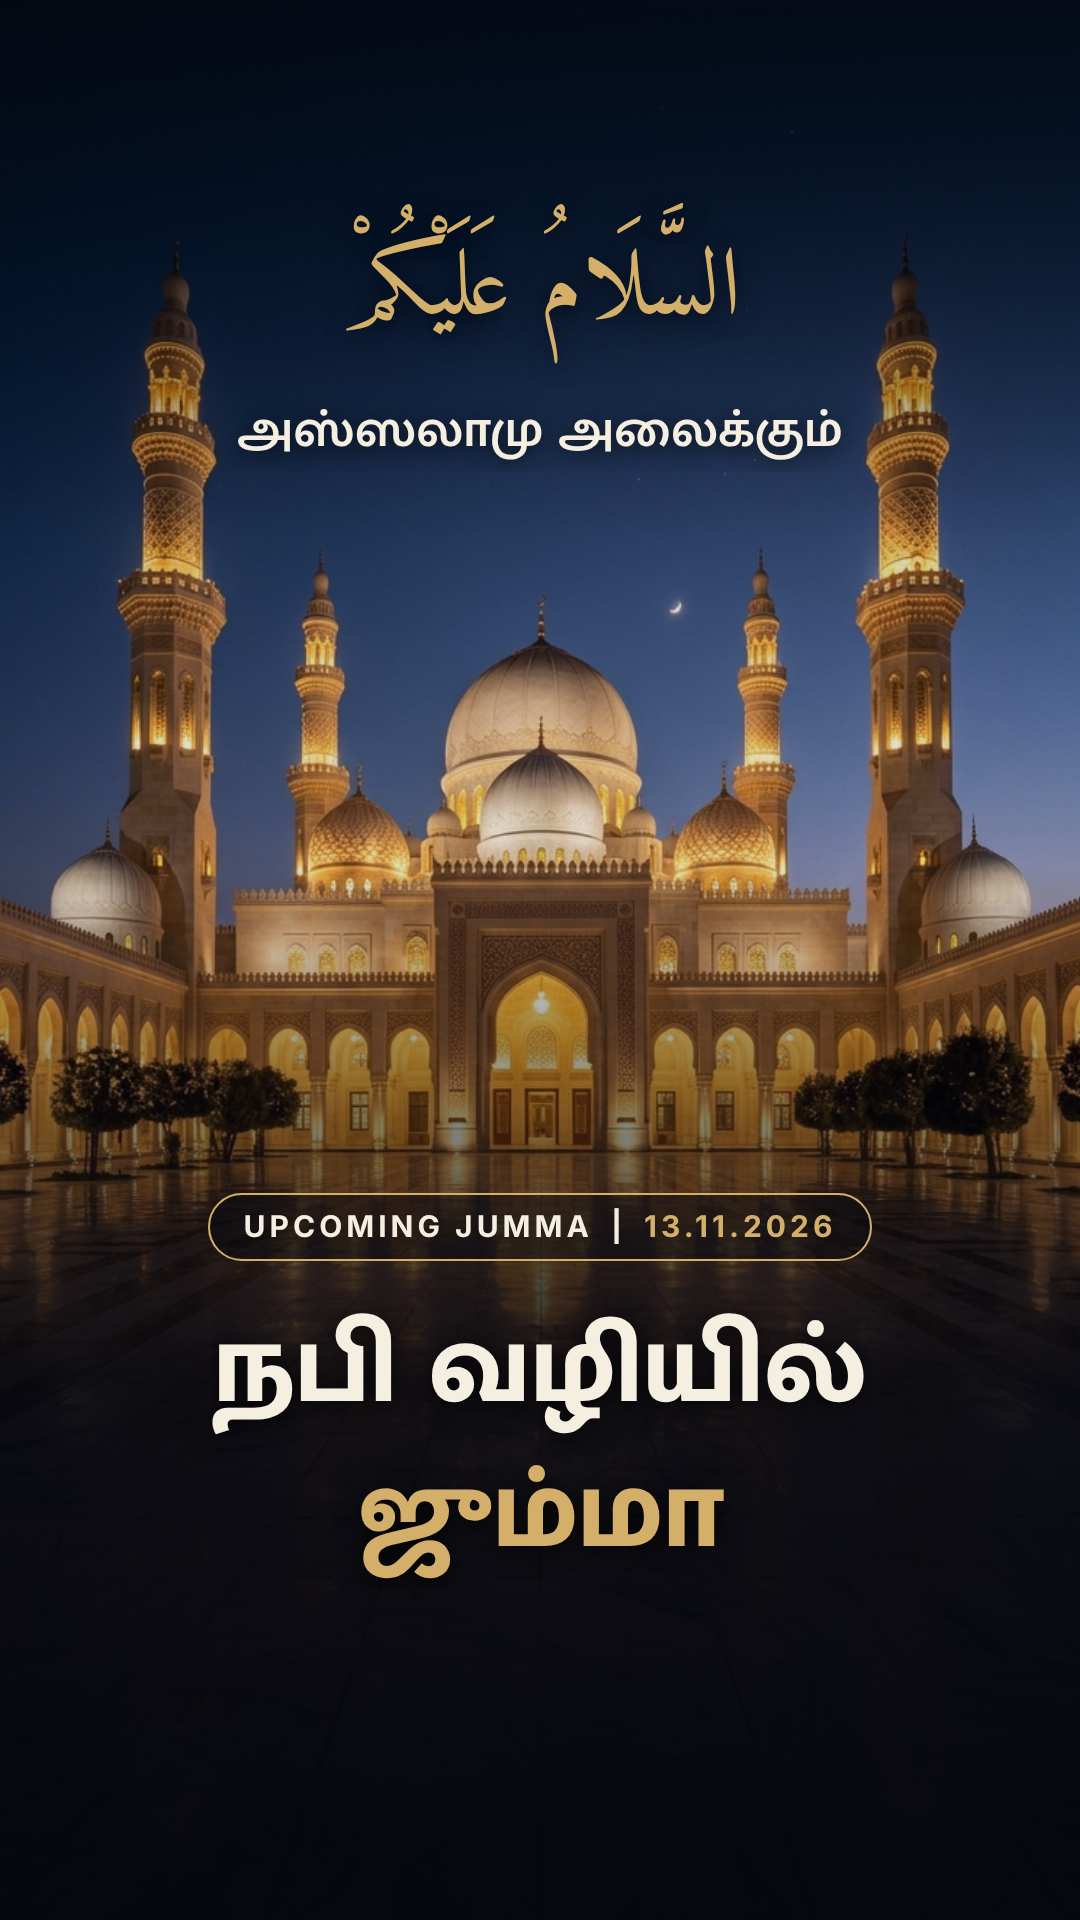 السَّلَامُ عَلَيْكُمْ
அஸ்ஸலாமு அலைக்கும்
UPCOMING JUMMA | 13.11.2026
நபி வழியில்
ஜும்மா